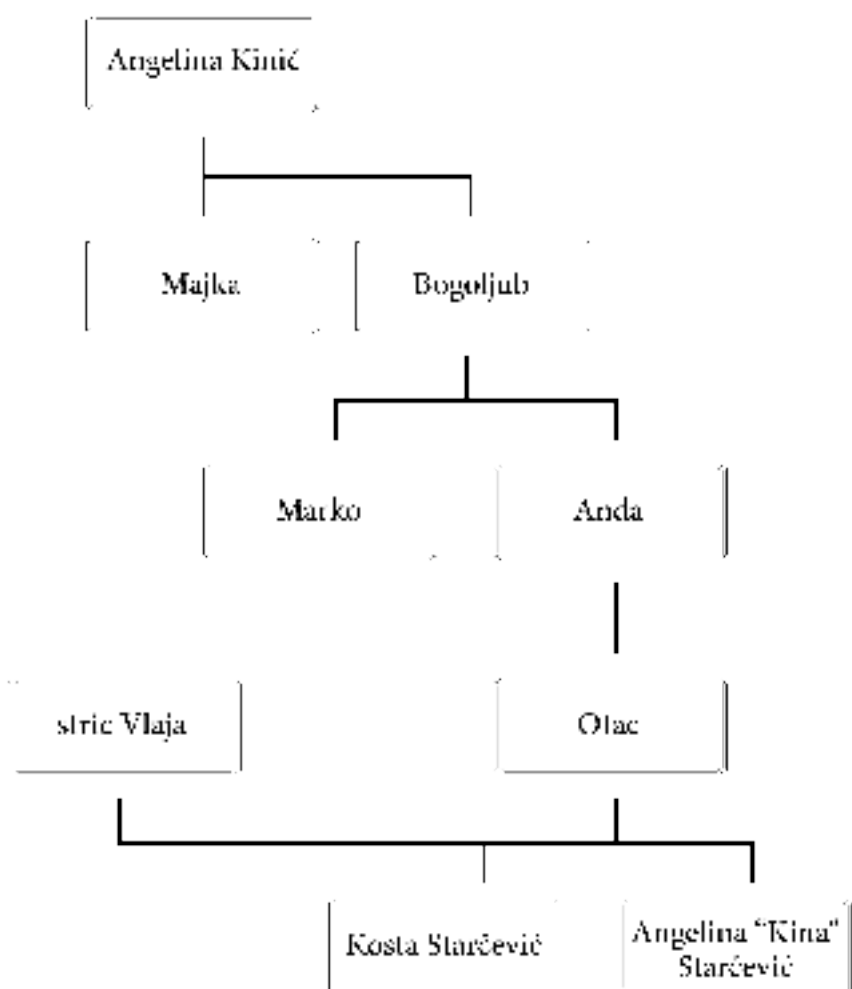 Angelina Kinić
Majka
Bogoljub
Marko
Anda
stric Vlaja
Otac
Kosta Starčević
Angelina “Kina”
Starčević